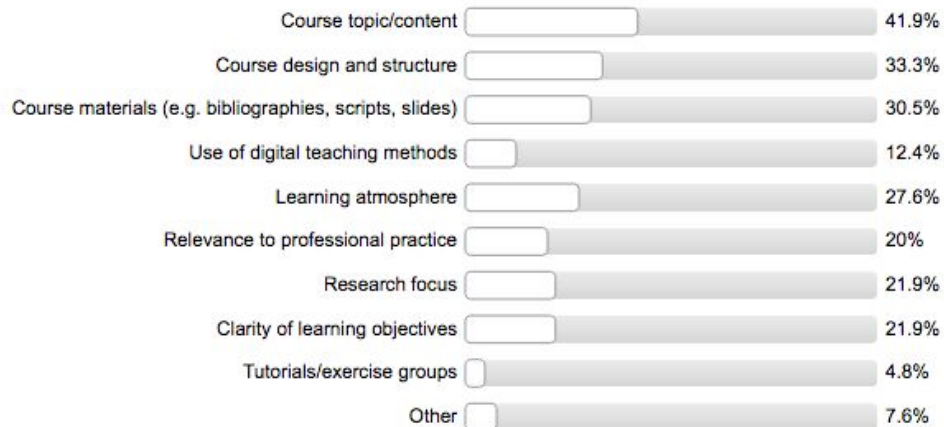 Course topic/content 41.9%
Course design and structure 33.3%
Course materials (e.g. bibliographies, scripts, slides) 30.5%
Use of digital teaching methods 12.4%
Learning atmosphere 27.6%
Relevance to professional practice 20%
Research focus 21.9%
Clarity of learning objectives 21.9%
Tutorials/exercise groups 4.8%
Other 7.6%